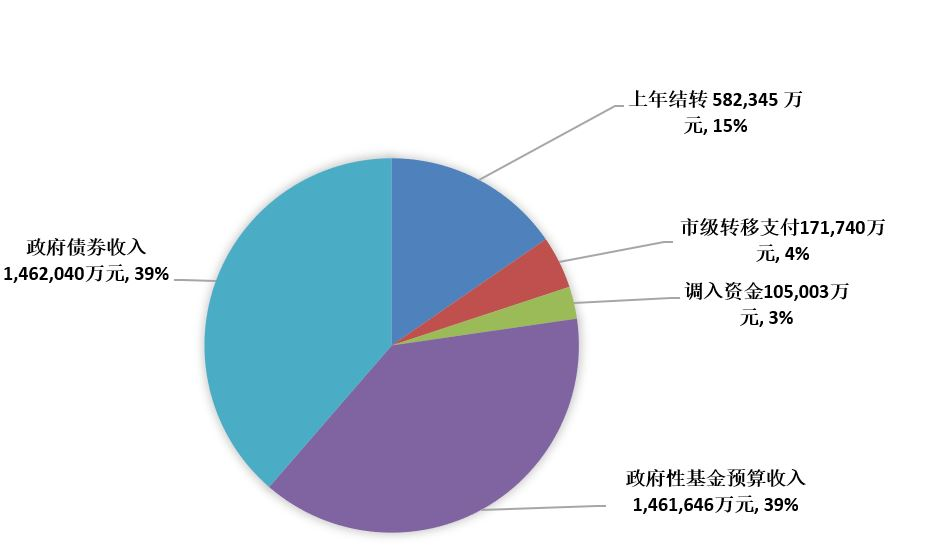 上年结转 582,345 万
元, 15%
市级转移支付171,740万
元, 4%
调入资金105,003万
元, 3%
政府债券收入
1,462,040万元, 39%
政府性基金预算收入
1,461,646万元, 39%